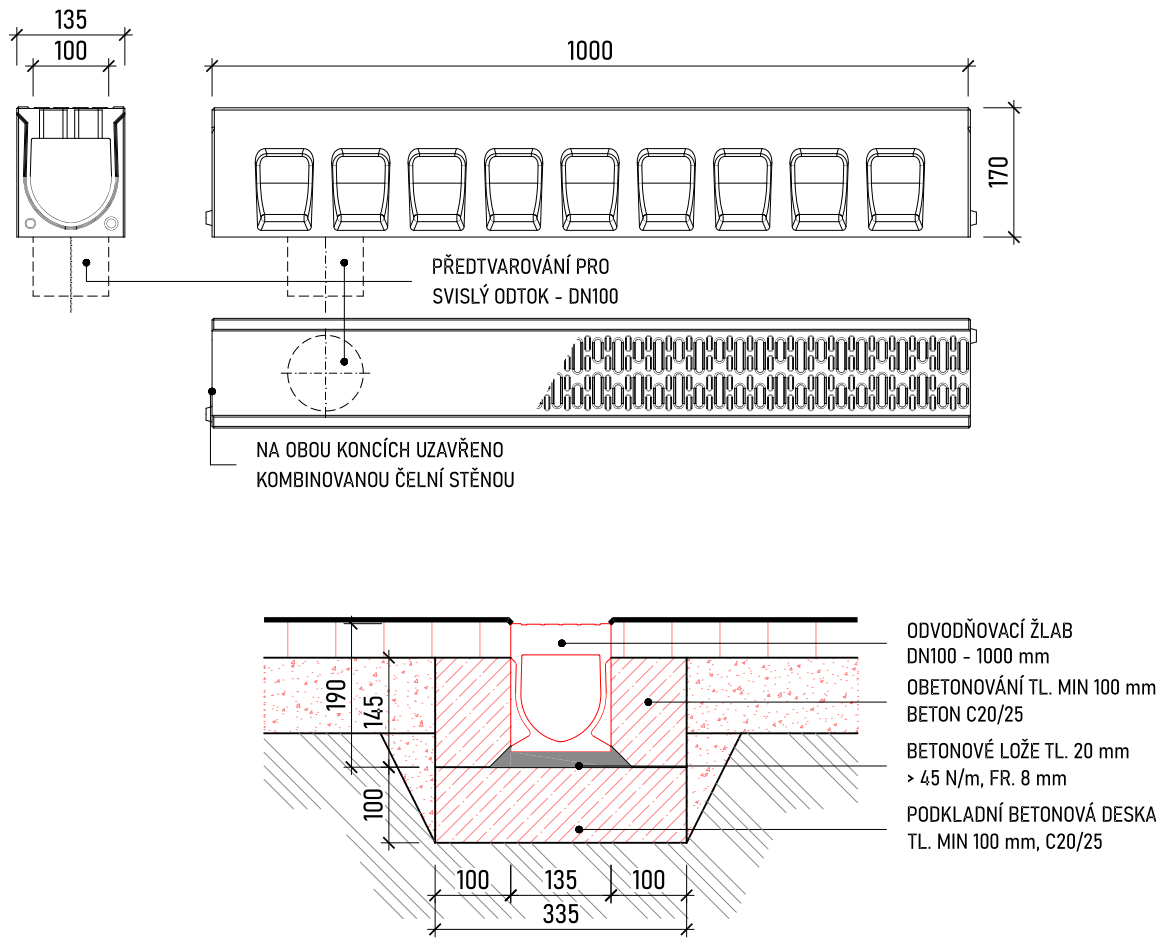 135
100
1000
170
PŘEDTVAROVÁNÍ PRO
SVISLÝ ODTOK - DN100
NA OBOU KONCÍCH UZAVŘENO
KOMBINOVANOU ČELNÍ STĚNOU
190
145
100
100
135
100
335
ODVODŇOVACÍ ŽLAB
DN100 - 1000 mm
OBETONOVÁNÍ TL. MIN 100 mm
BETON C20/25
BETONOVÉ LOŽE TL. 20 mm
> 45 N/m, FR. 8 mm
PODKLADNÍ BETONOVÁ DESKA
TL. MIN 100 mm, C20/25